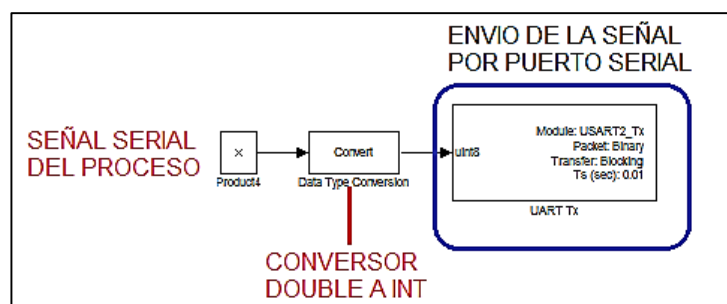 ENVIO DE LA SEÑAL
POR PUERTO SERIAL
SEÑAL SERIAL
DEL PROCESO
×
Product4
Convert
Data Type Conversion
uint8
Module: USART2_Tx
Packet: Binary
Transfer: Blocking
Ts (sec): 0.01
UART Tx
CONVERSOR
DOUBLE A INT